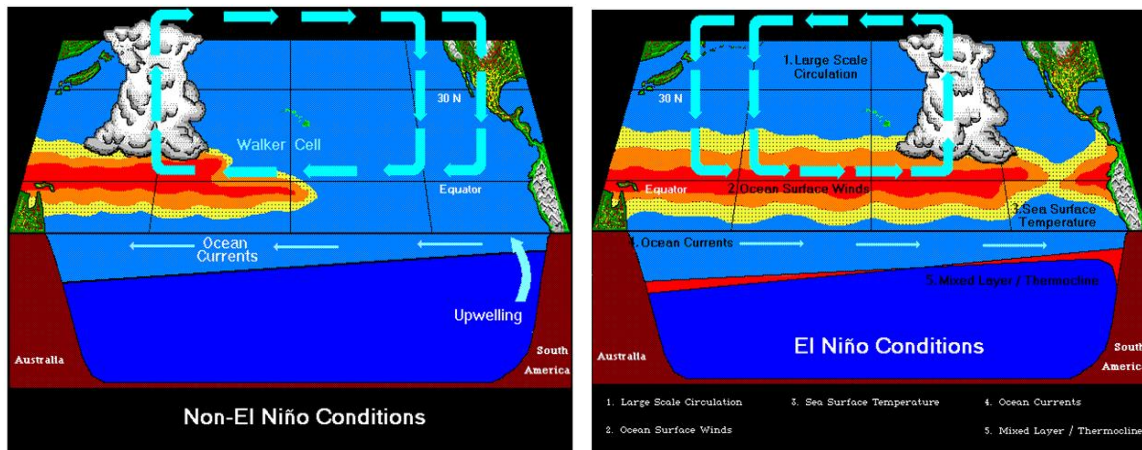 30 N
Walker Cell
Equator
Ocean
Currents
Upwelling
Australia
South
America
Non-El Niño Conditions
1. Large Scale
Circulation
30 N
Equator
2. Ocean Surface Winds
3. Sea Surface
Temperature
4. Ocean Currents
5. Mixed Layer / Thermocline
El Niño Conditions
Australia
South
America
1. Large Scale Circulation
3. Sea Surface Temperature
4. Ocean Currents
2. Ocean Surface Winds
5. Mixed Layer / Thermocline